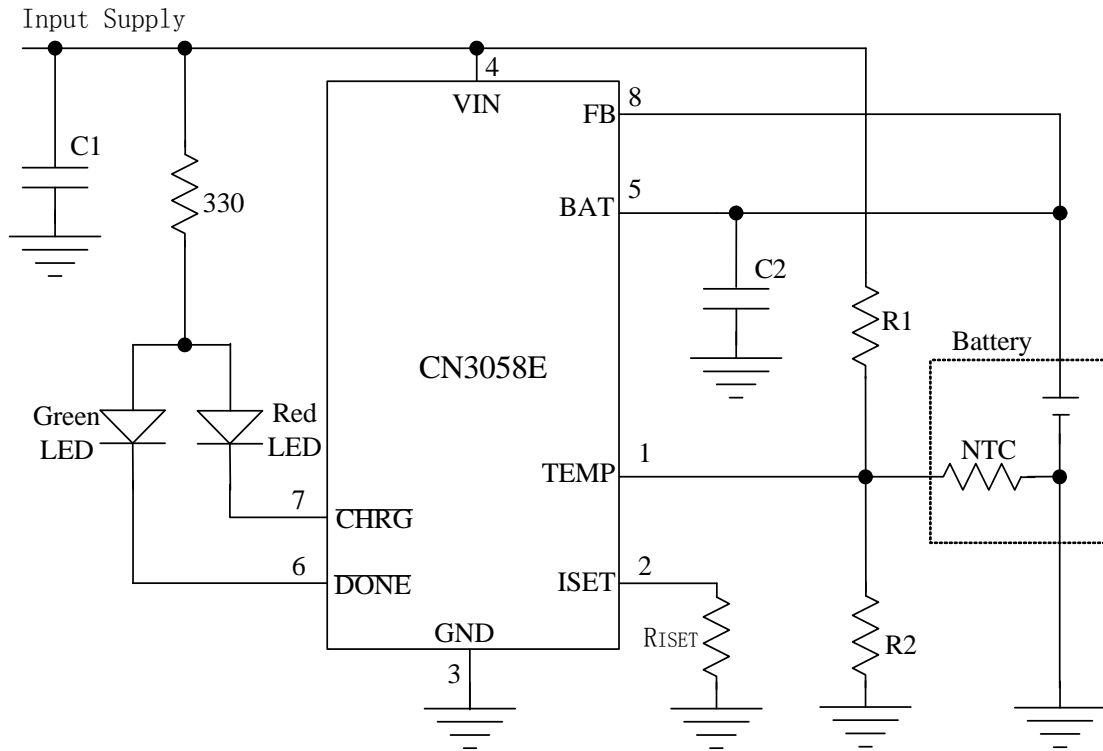 Input Supply
4
VIN
8
FB
C1
5
BAT
330
C2
R1
Battery
CN3058E
Green
LED
Red
LED
NTC
1
TEMP
7
CHRG
6
DONE
2
ISET
GND
RISET
R2
3